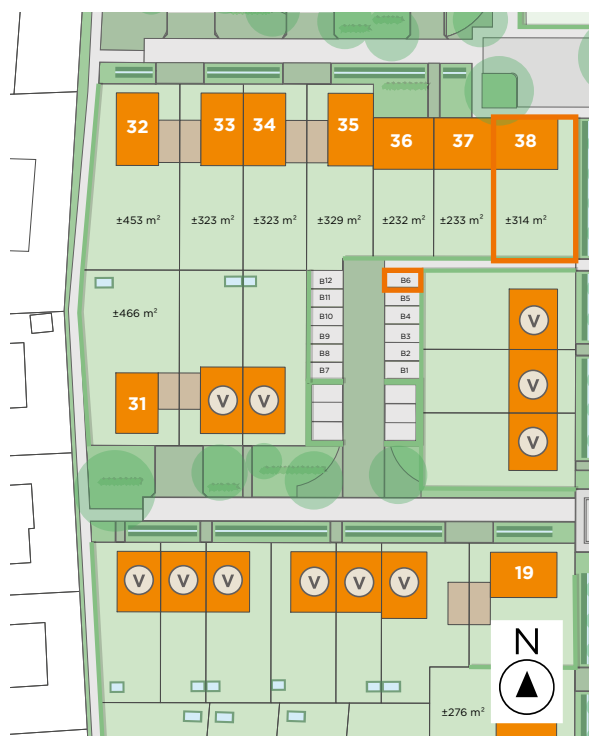 32 33 34 35 36 37 38
±453 m² ±323 m² ±323 m² ±329 m² ±232 m² ±233 m² ±314 m²
B12 B6
B11 B5
±466 m² B10 B4
B9 B3
B8 B2
B7 B1
V
V
V
31 V V
V V V V V V 19
N
±276 m²